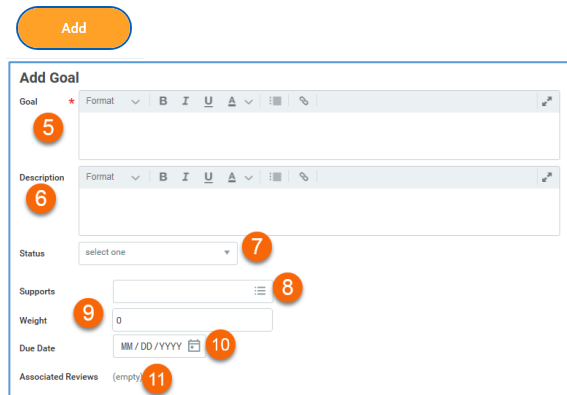 Add
Add Goal
Goal * Format B I U A
5
Description Format B I U A
6
Status select one 7
Supports 8
Weight 9 0
Due Date MM / DD / YYYY 10
Associated Reviews (empty) 11